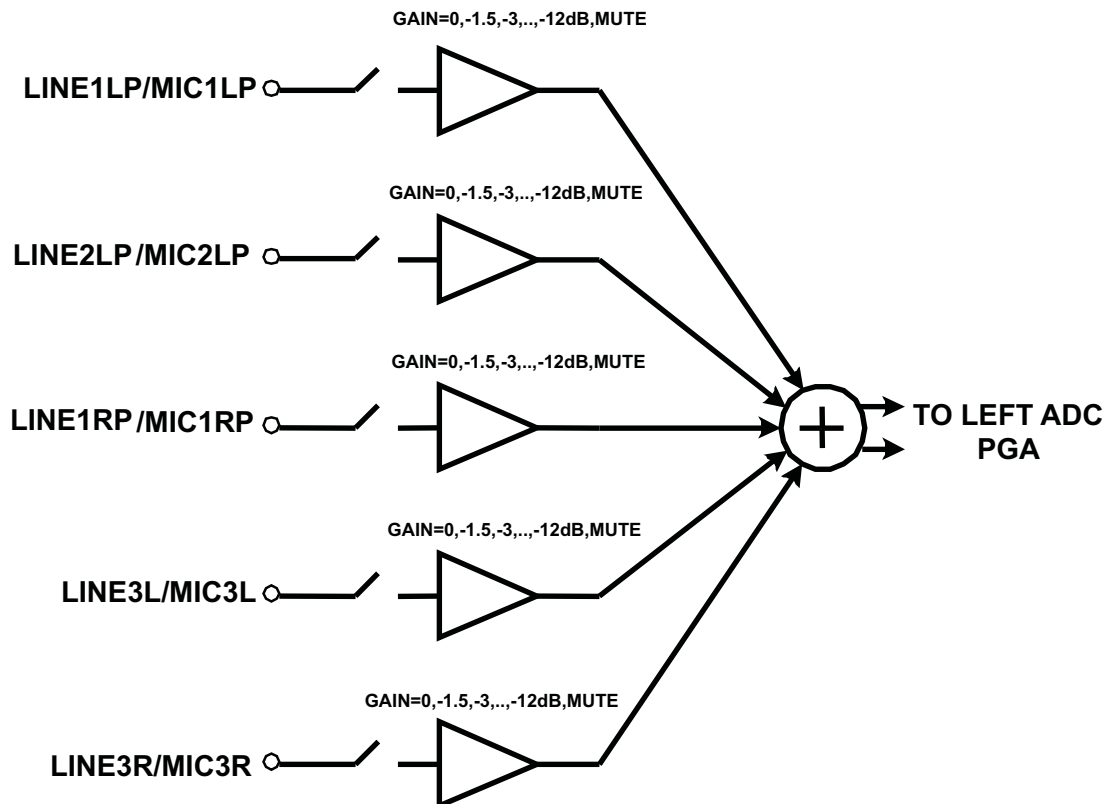 GAIN=0,-1.5,-3,..,-12dB,MUTE
LINE1LP/MIC1LP
GAIN=0,-1.5,-3,..,-12dB,MUTE
LINE2LP/MIC2LP
GAIN=0,-1.5,-3,..,-12dB,MUTE
LINE1RP/MIC1RP
TO LEFT ADC
PGA
GAIN=0,-1.5,-3,..,-12dB,MUTE
LINE3L/MIC3L
GAIN=0,-1.5,-3,..,-12dB,MUTE
LINE3R/MIC3R